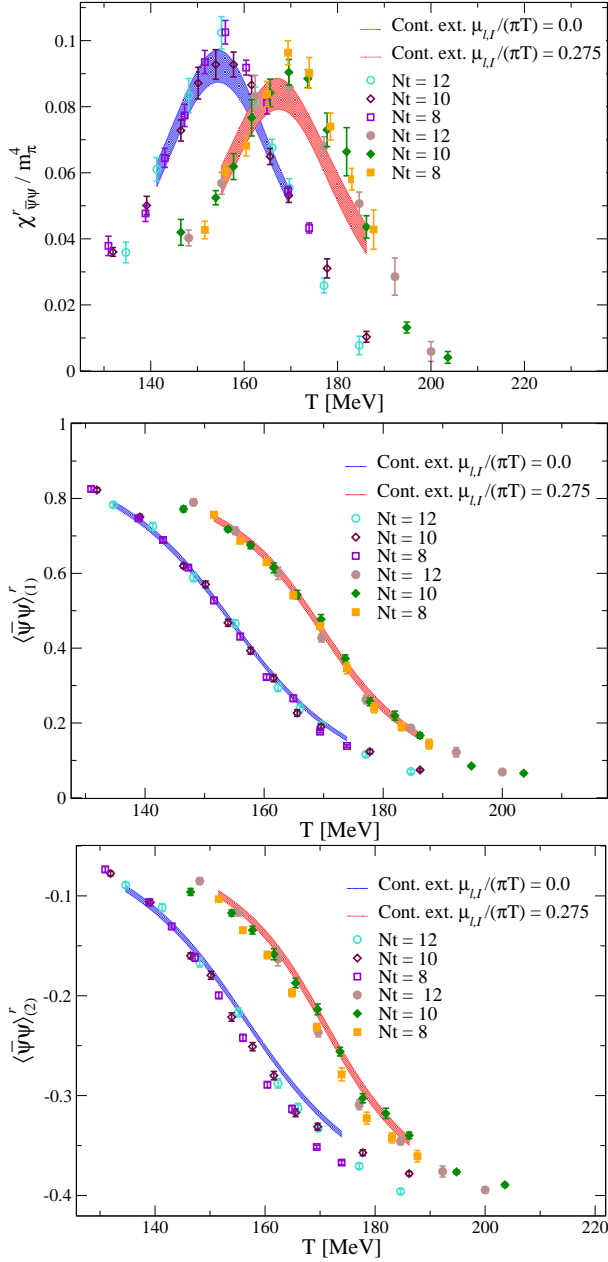 0.1
0.08
0.06
0.04
0.02
0
χ^r_ψ̄ψ / m^4_π
Cont. ext. μ_{l,I}/(πT) = 0.0
Cont. ext. μ_{l,I}/(πT) = 0.275
Nt = 12
Nt = 10
Nt = 8
Nt = 12
Nt = 10
Nt = 8
140 160 180 200 220
T [MeV]
1
0.8
0.6
0.4
0.2
0
⟨ψ̄ψ⟩^r_(1)
Cont. ext. μ_{l,I}/(πT) = 0.0
Cont. ext. μ_{l,I}/(πT) = 0.275
Nt = 12
Nt = 10
Nt = 8
Nt = 12
Nt = 10
Nt = 8
140 160 180 200
T [MeV]
-0.1
-0.2
-0.3
-0.4
⟨ψ̄ψ⟩^r_(2)
Cont. ext. μ_{l,I}/(πT) = 0.0
Cont. ext. μ_{l,I}/(πT) = 0.275
Nt = 12
Nt = 10
Nt = 8
Nt = 12
Nt = 10
Nt = 8
140 160 180 200 220
T [MeV]